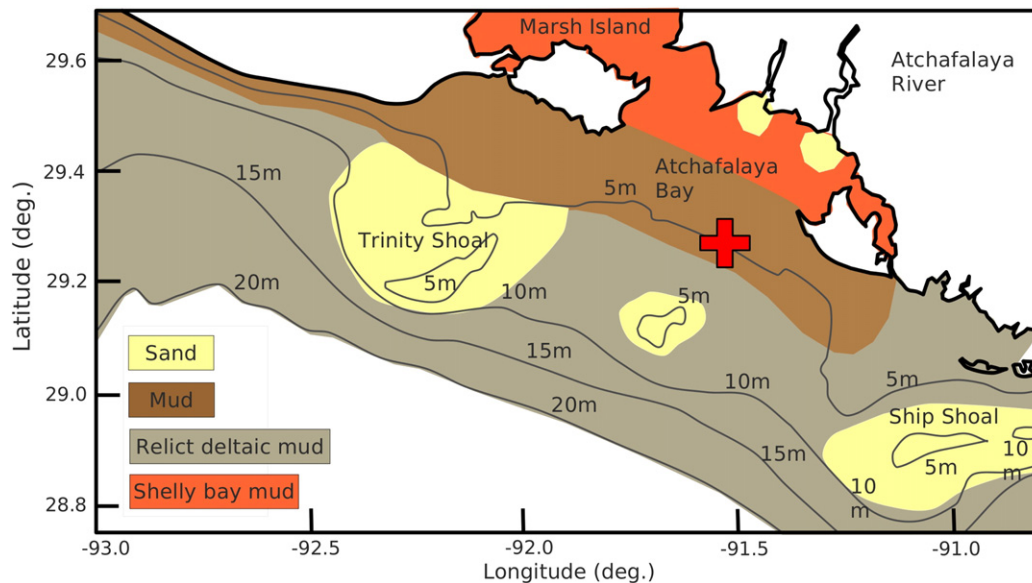 Marsh Island
Atchafalaya
River
29.6
29.4
29.2
29.0
28.8
Latitude (deg.)
15m
Atchafalaya
Bay
5m
Trinity Shoal
20m
5m
10m
5m
Sand
15m
10m
5m
Mud
20m
Ship Shoal
Relict deltaic mud
15m
5m
10
m
10
m
Shelly bay mud
-93.0
-92.5
-92.0
-91.5
-91.0
Longitude (deg.)